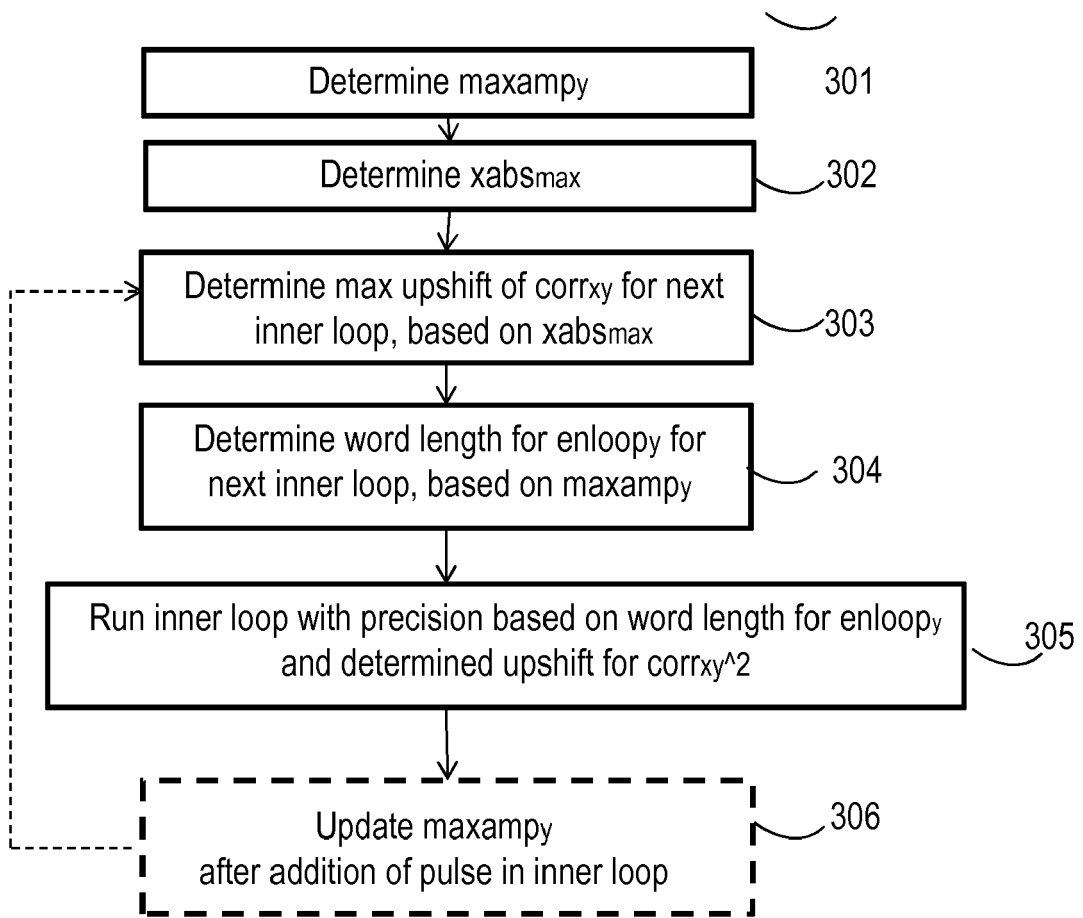 Determine maxampy
301
Determine xabsmax
302
Determine max upshift of corrxy for next
inner loop, based on xabsmax
303
Determine word length for enloopy for
next inner loop, based on maxampy
304
Run inner loop with precision based on word length for enloopy
and determined upshift for corrxy^2
305
Update maxampy
after addition of pulse in inner loop
306